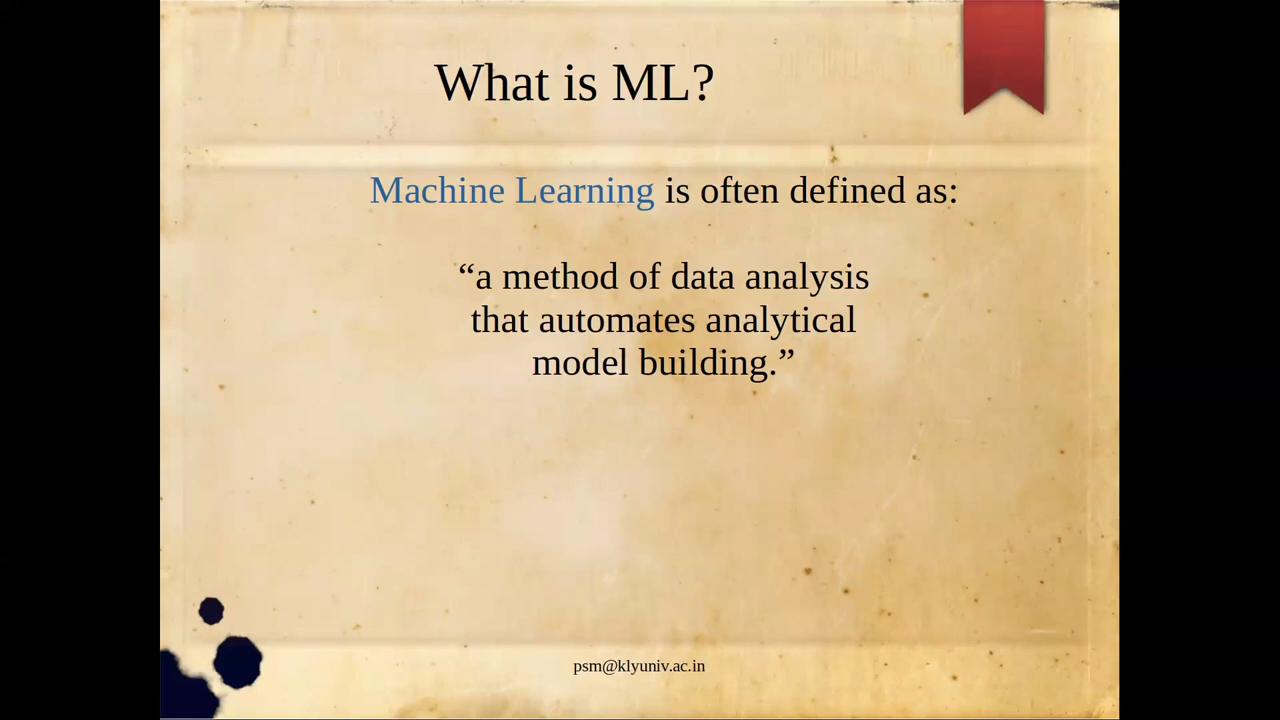 What is ML?
Machine Learning is often defined as:
“a method of data analysis
that automates analytical
model building.”
psm@klyuniv.ac.in